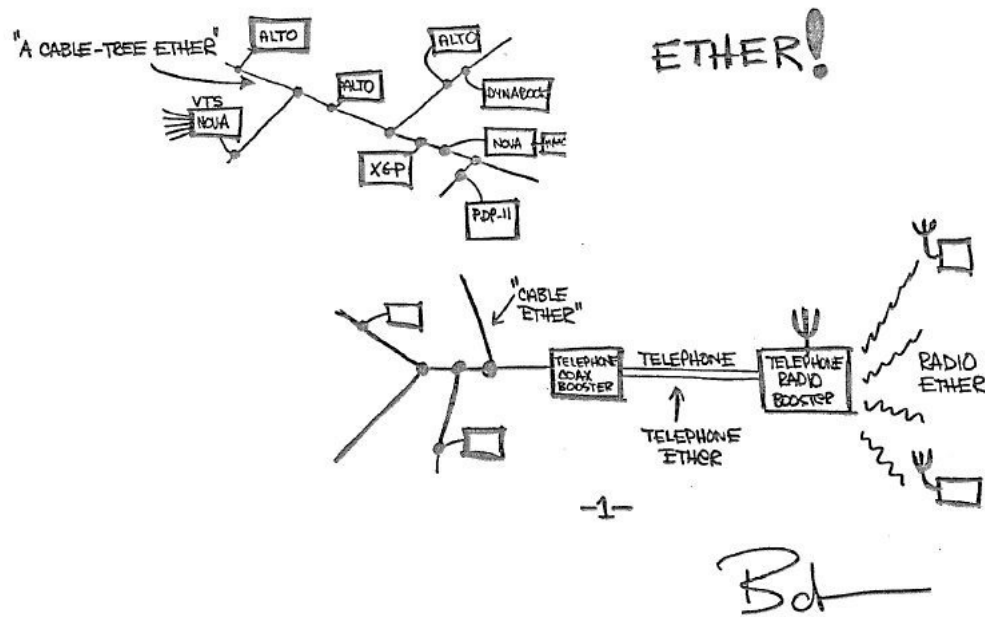 ETHER!
"A CABLE-TREE ETHER"
ALTO
ALTO
ALTO
DYNABOOK
VTS
NOVA
XGP
NOVA
PDP-11
"CABLE
ETHER"
TELEPHONE
COAX
BOOSTER
TELEPHONE
TELEPHONE
ETHER
TELEPHONE
RADIO
BOOSTER
RADIO
ETHER
-1-